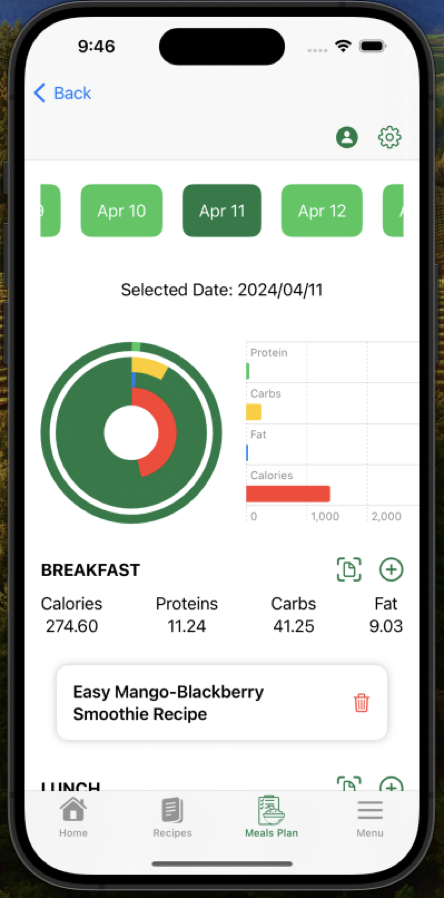 9:46
Back
9
Apr 10
Apr 11
Apr 12
Selected Date: 2024/04/11
Protein
Carbs
Fat
Calories
0 1,000 2,000
BREAKFAST
Calories Proteins Carbs Fat
274.60 11.24 41.25 9.03
Easy Mango-Blackberry
Smoothie Recipe
LUNCH
Home Recipes Meals Plan Menu